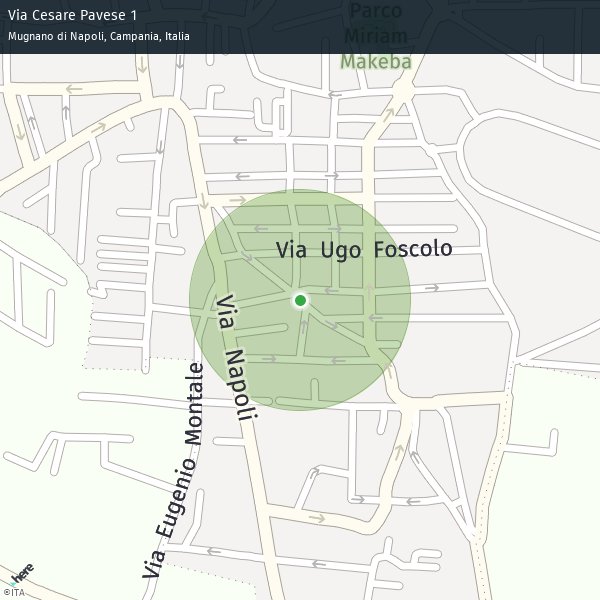 Via Cesare Pavese 1
Mugnano di Napoli, Campania, Italia
Parco
Miriam
Makeba
Via Ugo Foscolo
Via Napoli
Via Eugenio Montale
here
©ITA